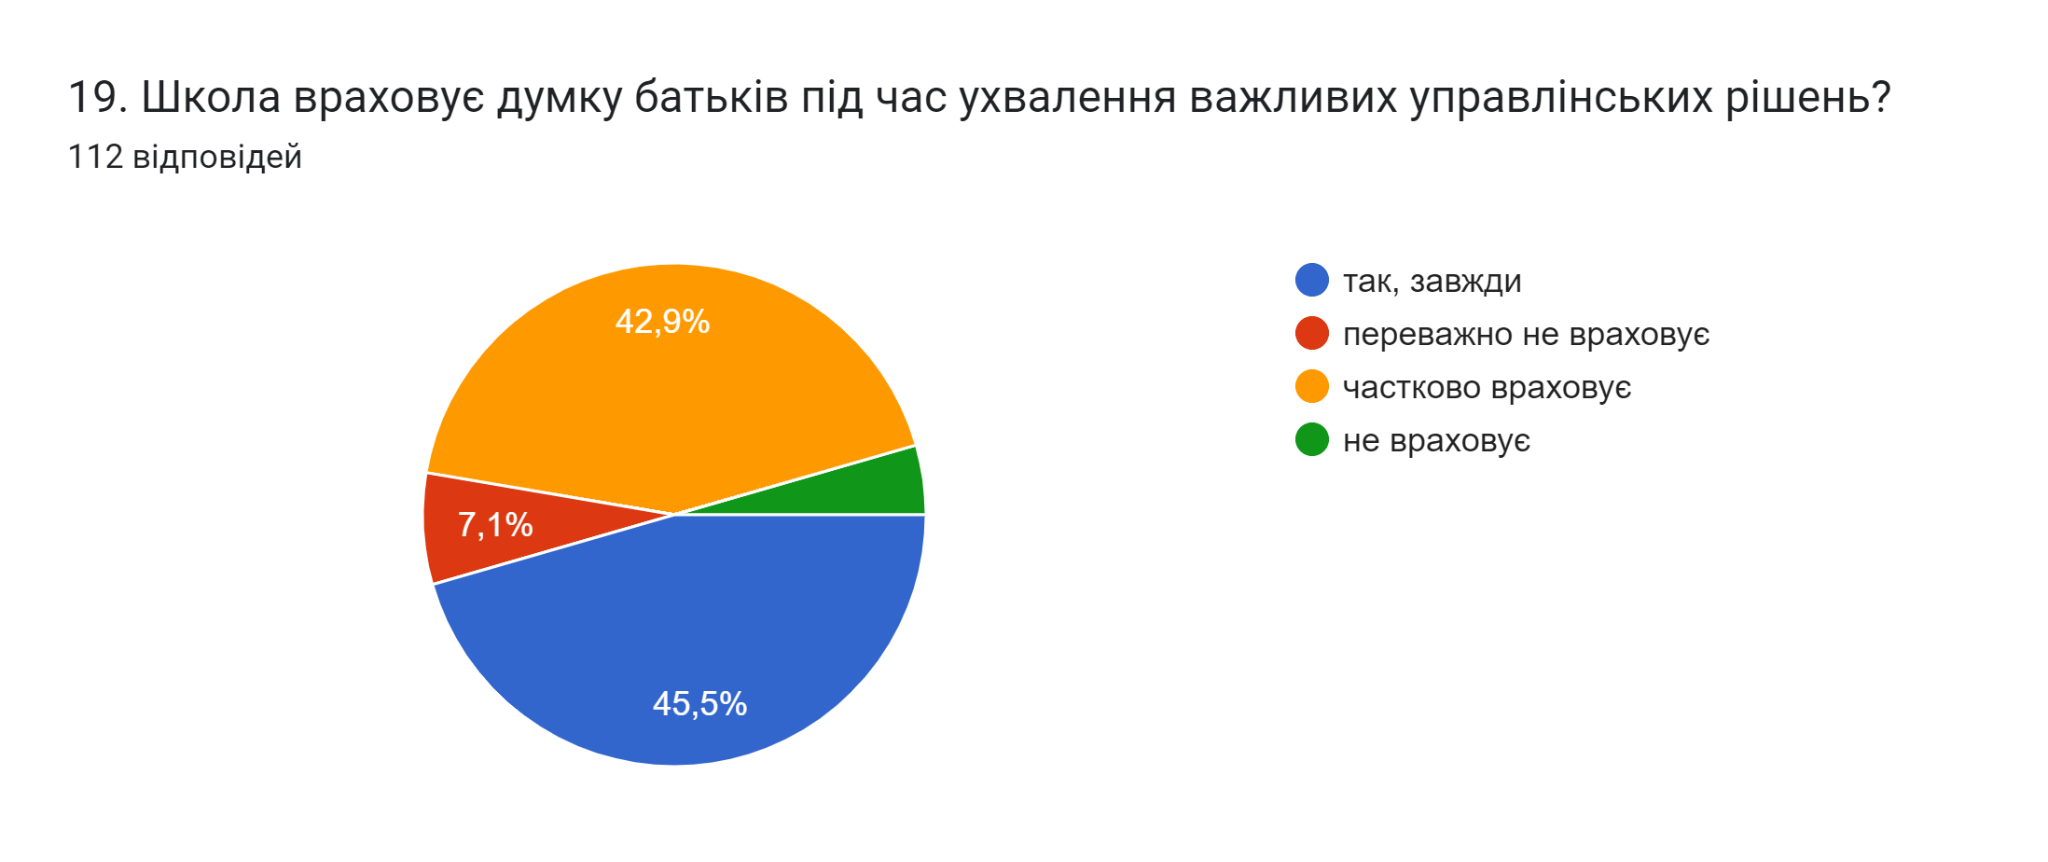 19. Школа враховує думку батьків під час ухвалення важливих управлінських рішень?
112 відповідей
42,9%
7,1%
45,5%
так, завжди
переважно не враховує
частково враховує
не враховує